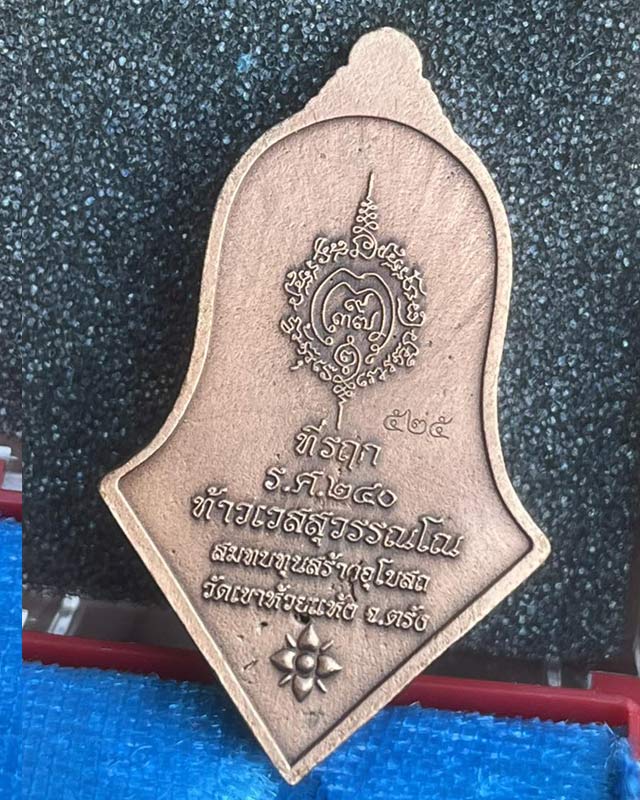 ๕๒๕
ที่รฤก
ร.ศ.๒๔๐
ท้าวเวสสุวรรณโณ
สมทบทุนสร้างอุโบสถ
วัดเขาห้วยแห้ง จ.ตรัง